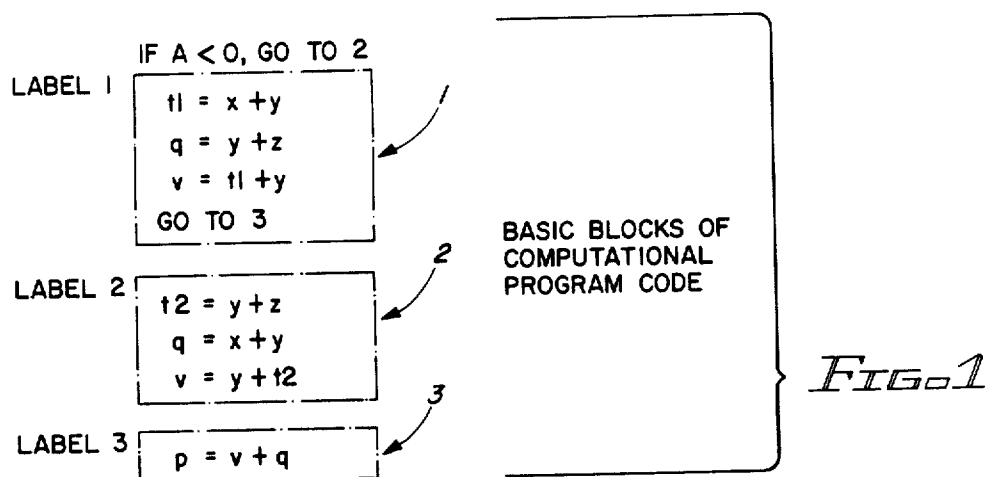 IF A < 0, GO TO 2
LABEL 1
t1 = x + y
1
q = y + z
v = t1 + y
GO TO 3
BASIC BLOCKS OF
COMPUTATIONAL
PROGRAM CODE
2
LABEL 2
t2 = y + z
q = x + y
v = y + t2
FIG. 1
3
LABEL 3
p = v + q